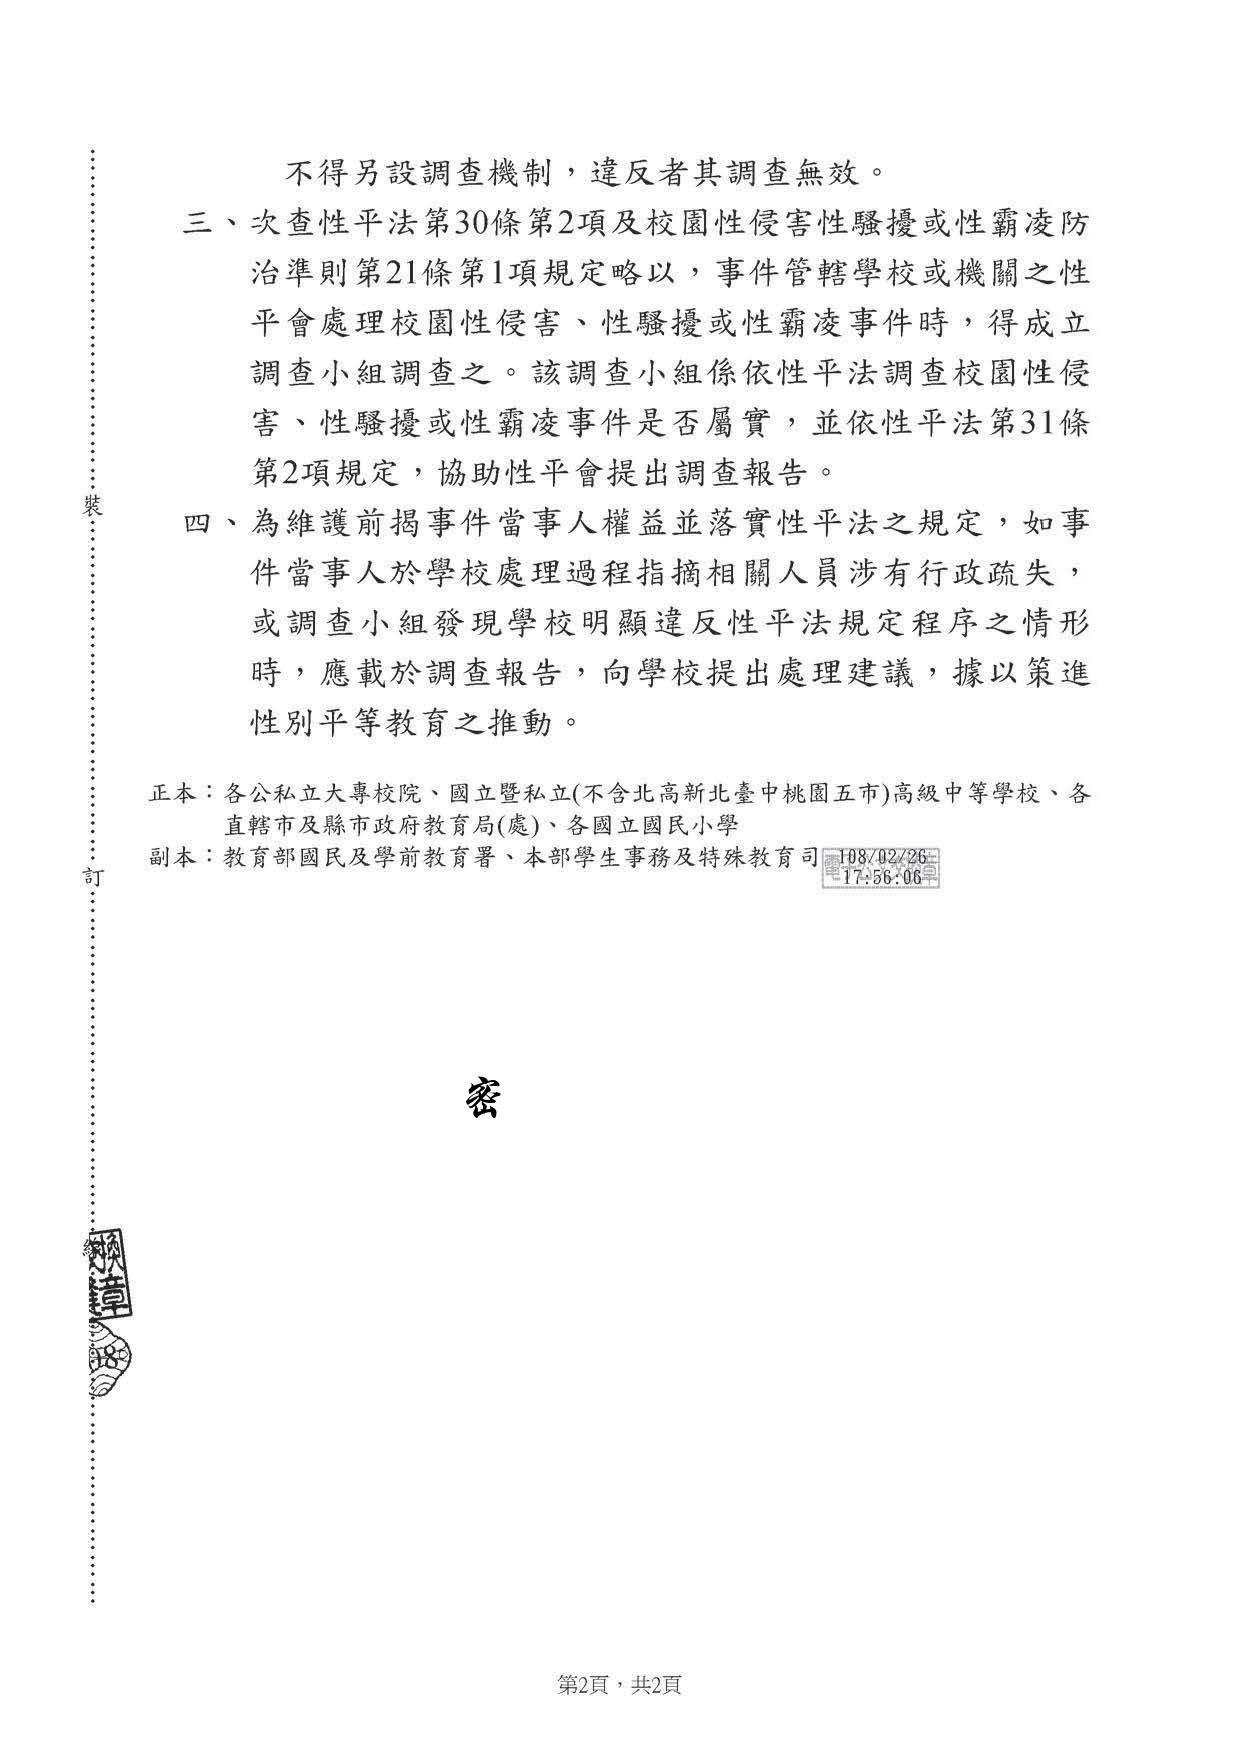 不得另設調查機制，違反者其調查無效。
三、次查性平法第30條第2項及校園性侵害性騷擾或性霸凌防
治準則第21條第1項規定略以，事件管轄學校或機關之性
平會處理校園性侵害、性騷擾或性霸凌事件時，得成立
調查小組調查之。該調查小組係依性平法調查校園性侵
害、性騷擾或性霸凌事件是否屬實，並依性平法第31條
第2項規定，協助性平會提出調查報告。
四、為維護前揭事件當事人權益並落實性平法之規定，如事
件當事人於學校處理過程指摘相關人員涉有行政疏失，
或調查小組發現學校明顯違反性平法規定程序之情形
時，應載於調查報告，向學校提出處理建議，據以策進
性別平等教育之推動。
正本：各公私立大專校院、國立暨私立(不含北高新北臺中桃園五市)高級中等學校、各
直轄市及縣市政府教育局(處)、各國立國民小學
副本：教育部國民及學前教育署、本部學生事務及特殊教育司
電子公文交換章
108/02/26
17:56:06
裝
訂
線
換
章
密
第2頁，共2頁